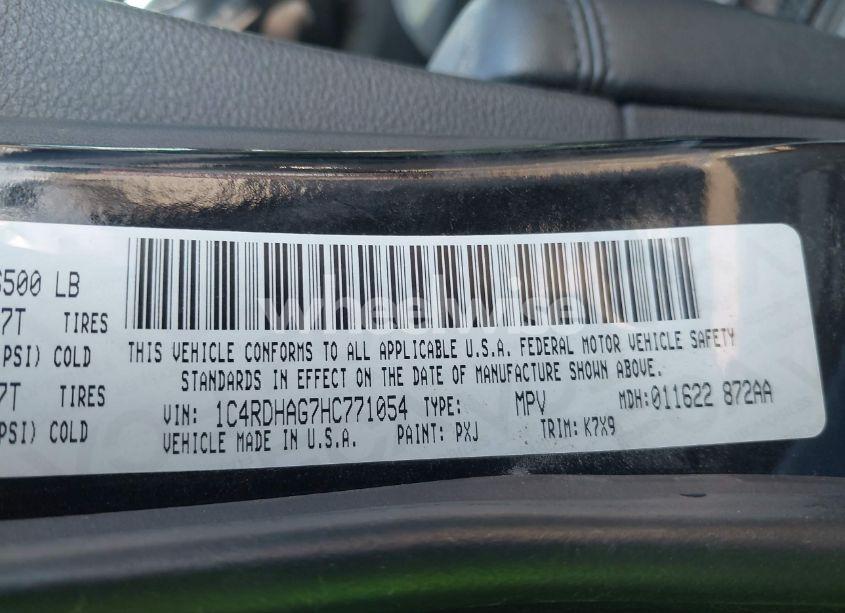 500 LB
7T TIRES
PSI) COLD
7T TIRES
PSI) COLD
wheelwise
THIS VEHICLE CONFORMS TO ALL APPLICABLE U.S.A. FEDERAL MOTOR VEHICLE SAFETY
STANDARDS IN EFFECT ON THE DATE OF MANUFACTURE SHOWN ABOVE.
VIN: 1C4RDHAG7HC771054 TYPE: MPV MDH:011622 872AA
VEHICLE MADE IN U.S.A. PAINT: PXJ TRIM: K7X9